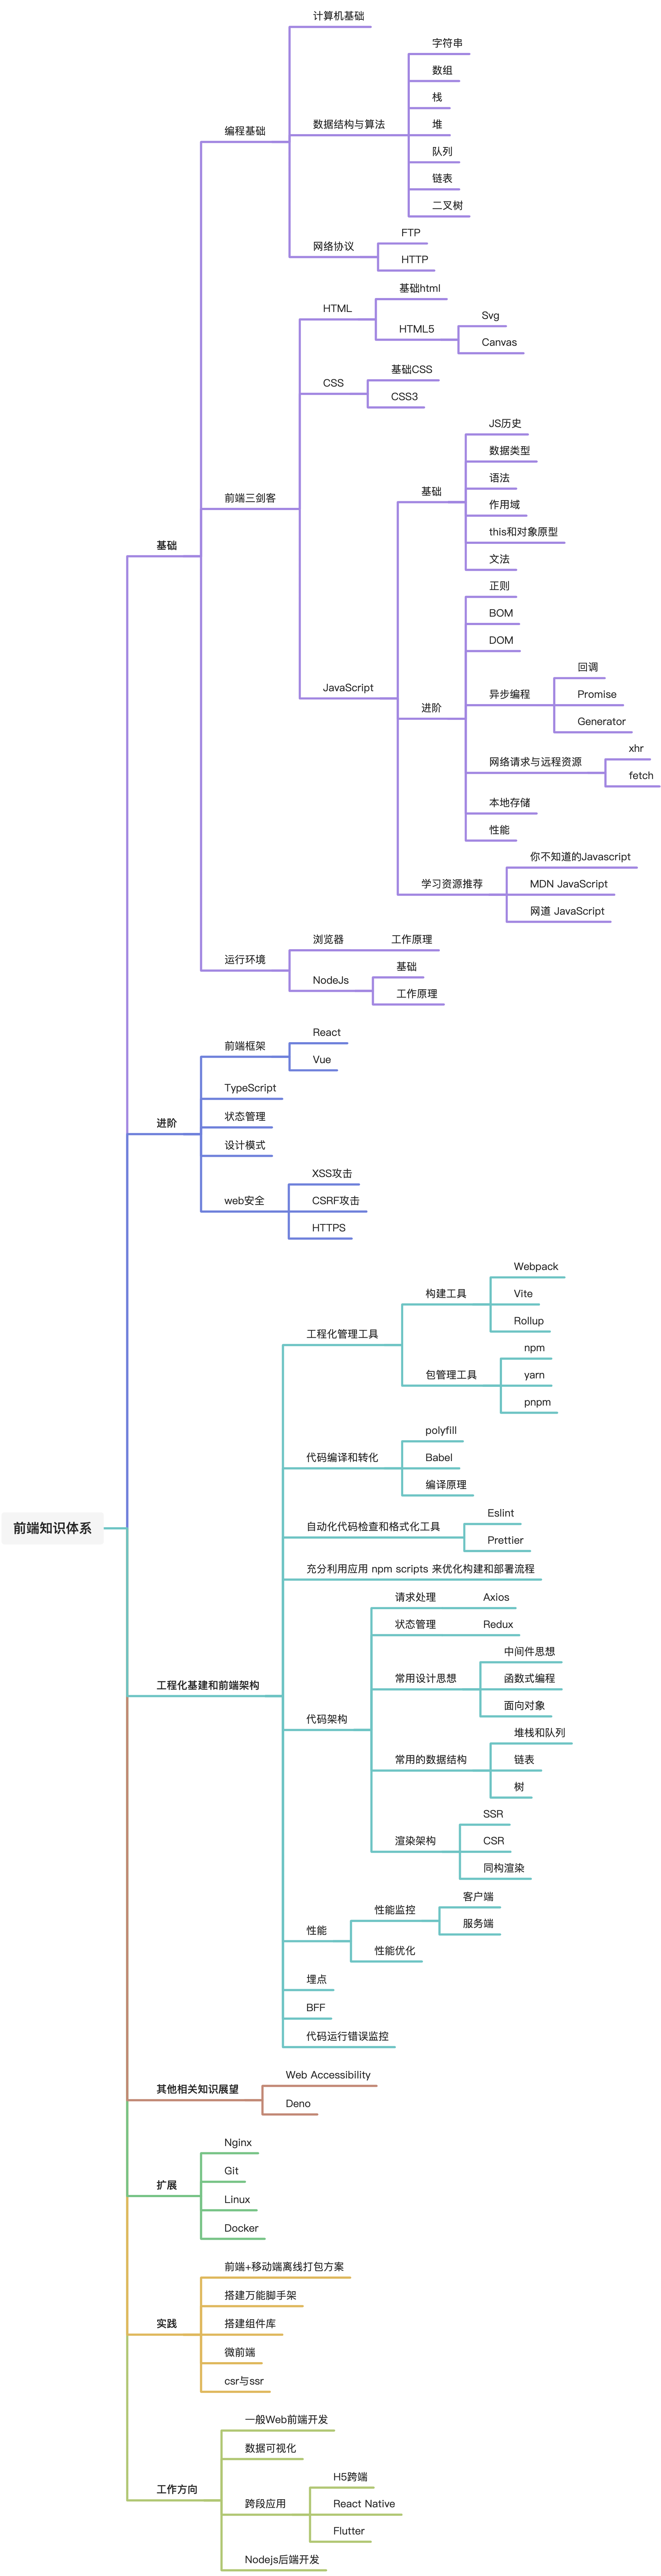 计算机基础
字符串
数组
栈
数据结构与算法
堆
编程基础
队列
链表
二叉树
FTP
网络协议
HTTP
基础html
HTML
Svg
HTML5
Canvas
基础CSS
CSS
CSS3
JS历史
数据类型
语法
基础
前端三剑客
作用域
this和对象原型
基础
文法
正则
BOM
DOM
回调
JavaScript
异步编程
Promise
进阶
Generator
xhr
网络请求与远程资源
fetch
本地存储
性能
你不知道的Javascript
学习资源推荐
MDN JavaScript
网道 JavaScript
浏览器
工作原理
运行环境
基础
NodeJs
工作原理
React
前端框架
Vue
TypeScript
进阶
状态管理
设计模式
XSS攻击
web安全
CSRF攻击
HTTPS
Webpack
构建工具
Vite
Rollup
工程化管理工具
npm
包管理工具
yarn
pnpm
polyfill
代码编译和转化
Babel
编译原理
Eslint
前端知识体系
自动化代码检查和格式化工具
Prettier
充分利用应用 npm scripts 来优化构建和部署流程
请求处理
Axios
状态管理
Redux
中间件思想
工程化基建和前端架构
常用设计思想
函数式编程
面向对象
代码架构
堆栈和队列
常用的数据结构
链表
树
SSR
渲染架构
CSR
同构渲染
客户端
性能监控
服务端
性能
性能优化
埋点
BFF
代码运行错误监控
Web Accessibility
其他相关知识展望
Deno
Nginx
Git
扩展
Linux
Docker
前端+移动端离线打包方案
搭建万能脚手架
实践
搭建组件库
微前端
csr与ssr
一般Web前端开发
数据可视化
工作方向
H5跨端
跨段应用
React Native
Flutter
Nodejs后端开发